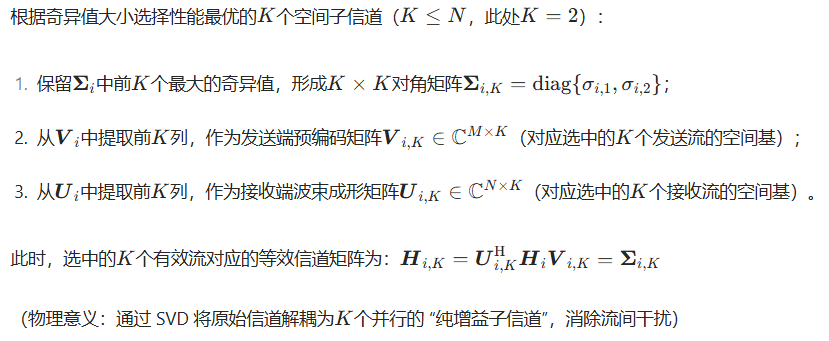 根据奇异值大小选择性能最优的$K$个空间子信道（$K \leq N$，此处$K = 2$）：
1. 保留$\boldsymbol{\Sigma}_i$中前$K$个最大的奇异值，形成$K \times K$对角矩阵$\boldsymbol{\Sigma}_{i,K} = \mathrm{diag}\{\sigma_{i,1}, \sigma_{i,2}\}$；
2. 从$\boldsymbol{V}_i$中提取前$K$列，作为发送端预编码矩阵$\boldsymbol{V}_{i,K} \in \mathbb{C}^{M \times K}$（对应选中的$K$个发送流的空间基）；
3. 从$\boldsymbol{U}_i$中提取前$K$列，作为接收端波束成形矩阵$\boldsymbol{U}_{i,K} \in \mathbb{C}^{N \times K}$（对应选中的$K$个接收流的空间基）。
此时，选中的$K$个有效流对应的等效信道矩阵为：$\boldsymbol{H}_{i,K} = \boldsymbol{U}_{i,K}^{\mathrm{H}} \boldsymbol{H}_i \boldsymbol{V}_{i,K} = \boldsymbol{\Sigma}_{i,K}$
（物理意义：通过 SVD 将原始信道解耦为$K$个并行的 “纯增益子信道”，消除流间干扰）